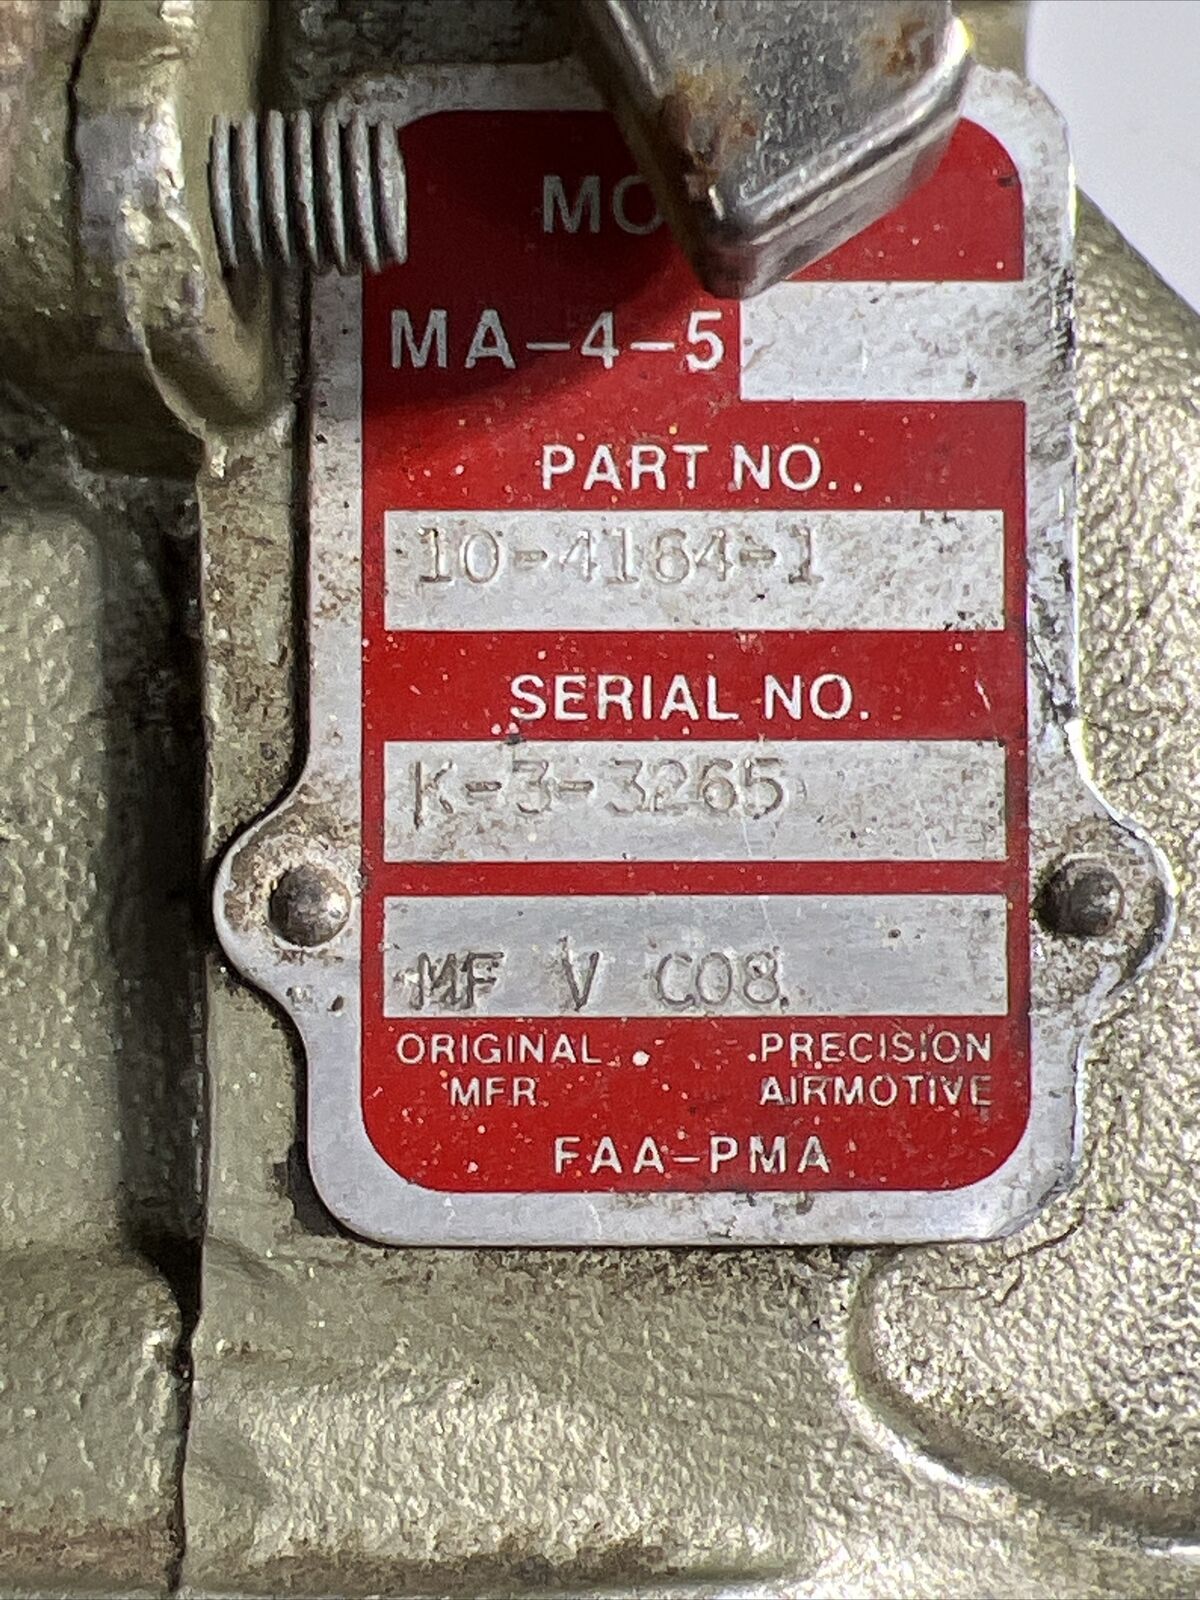 MO
MA-4-5
PART NO.
10-4164-1
SERIAL NO.
K-3-3265
MF V C08
ORIGINAL PRECISION
MFR AIRMOTIVE
FAA-PMA